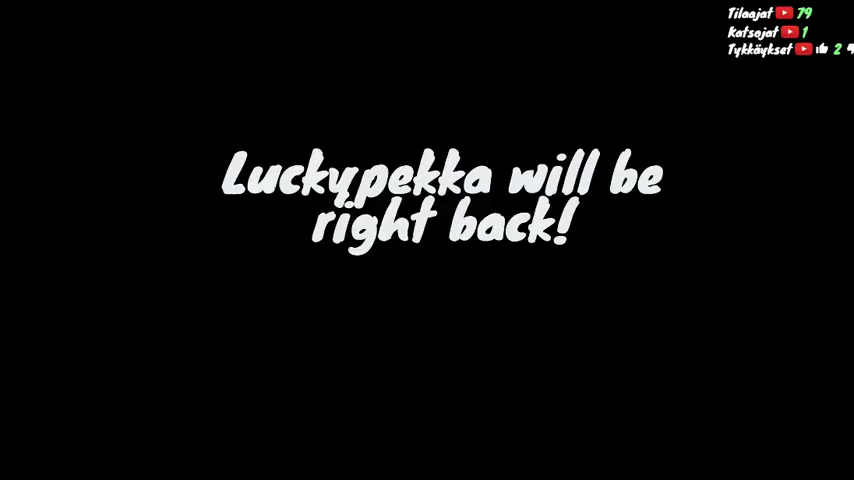 Tilaajat 79
Katsojat 1
Tykkäykset 2
Luckypekka will be
right back!